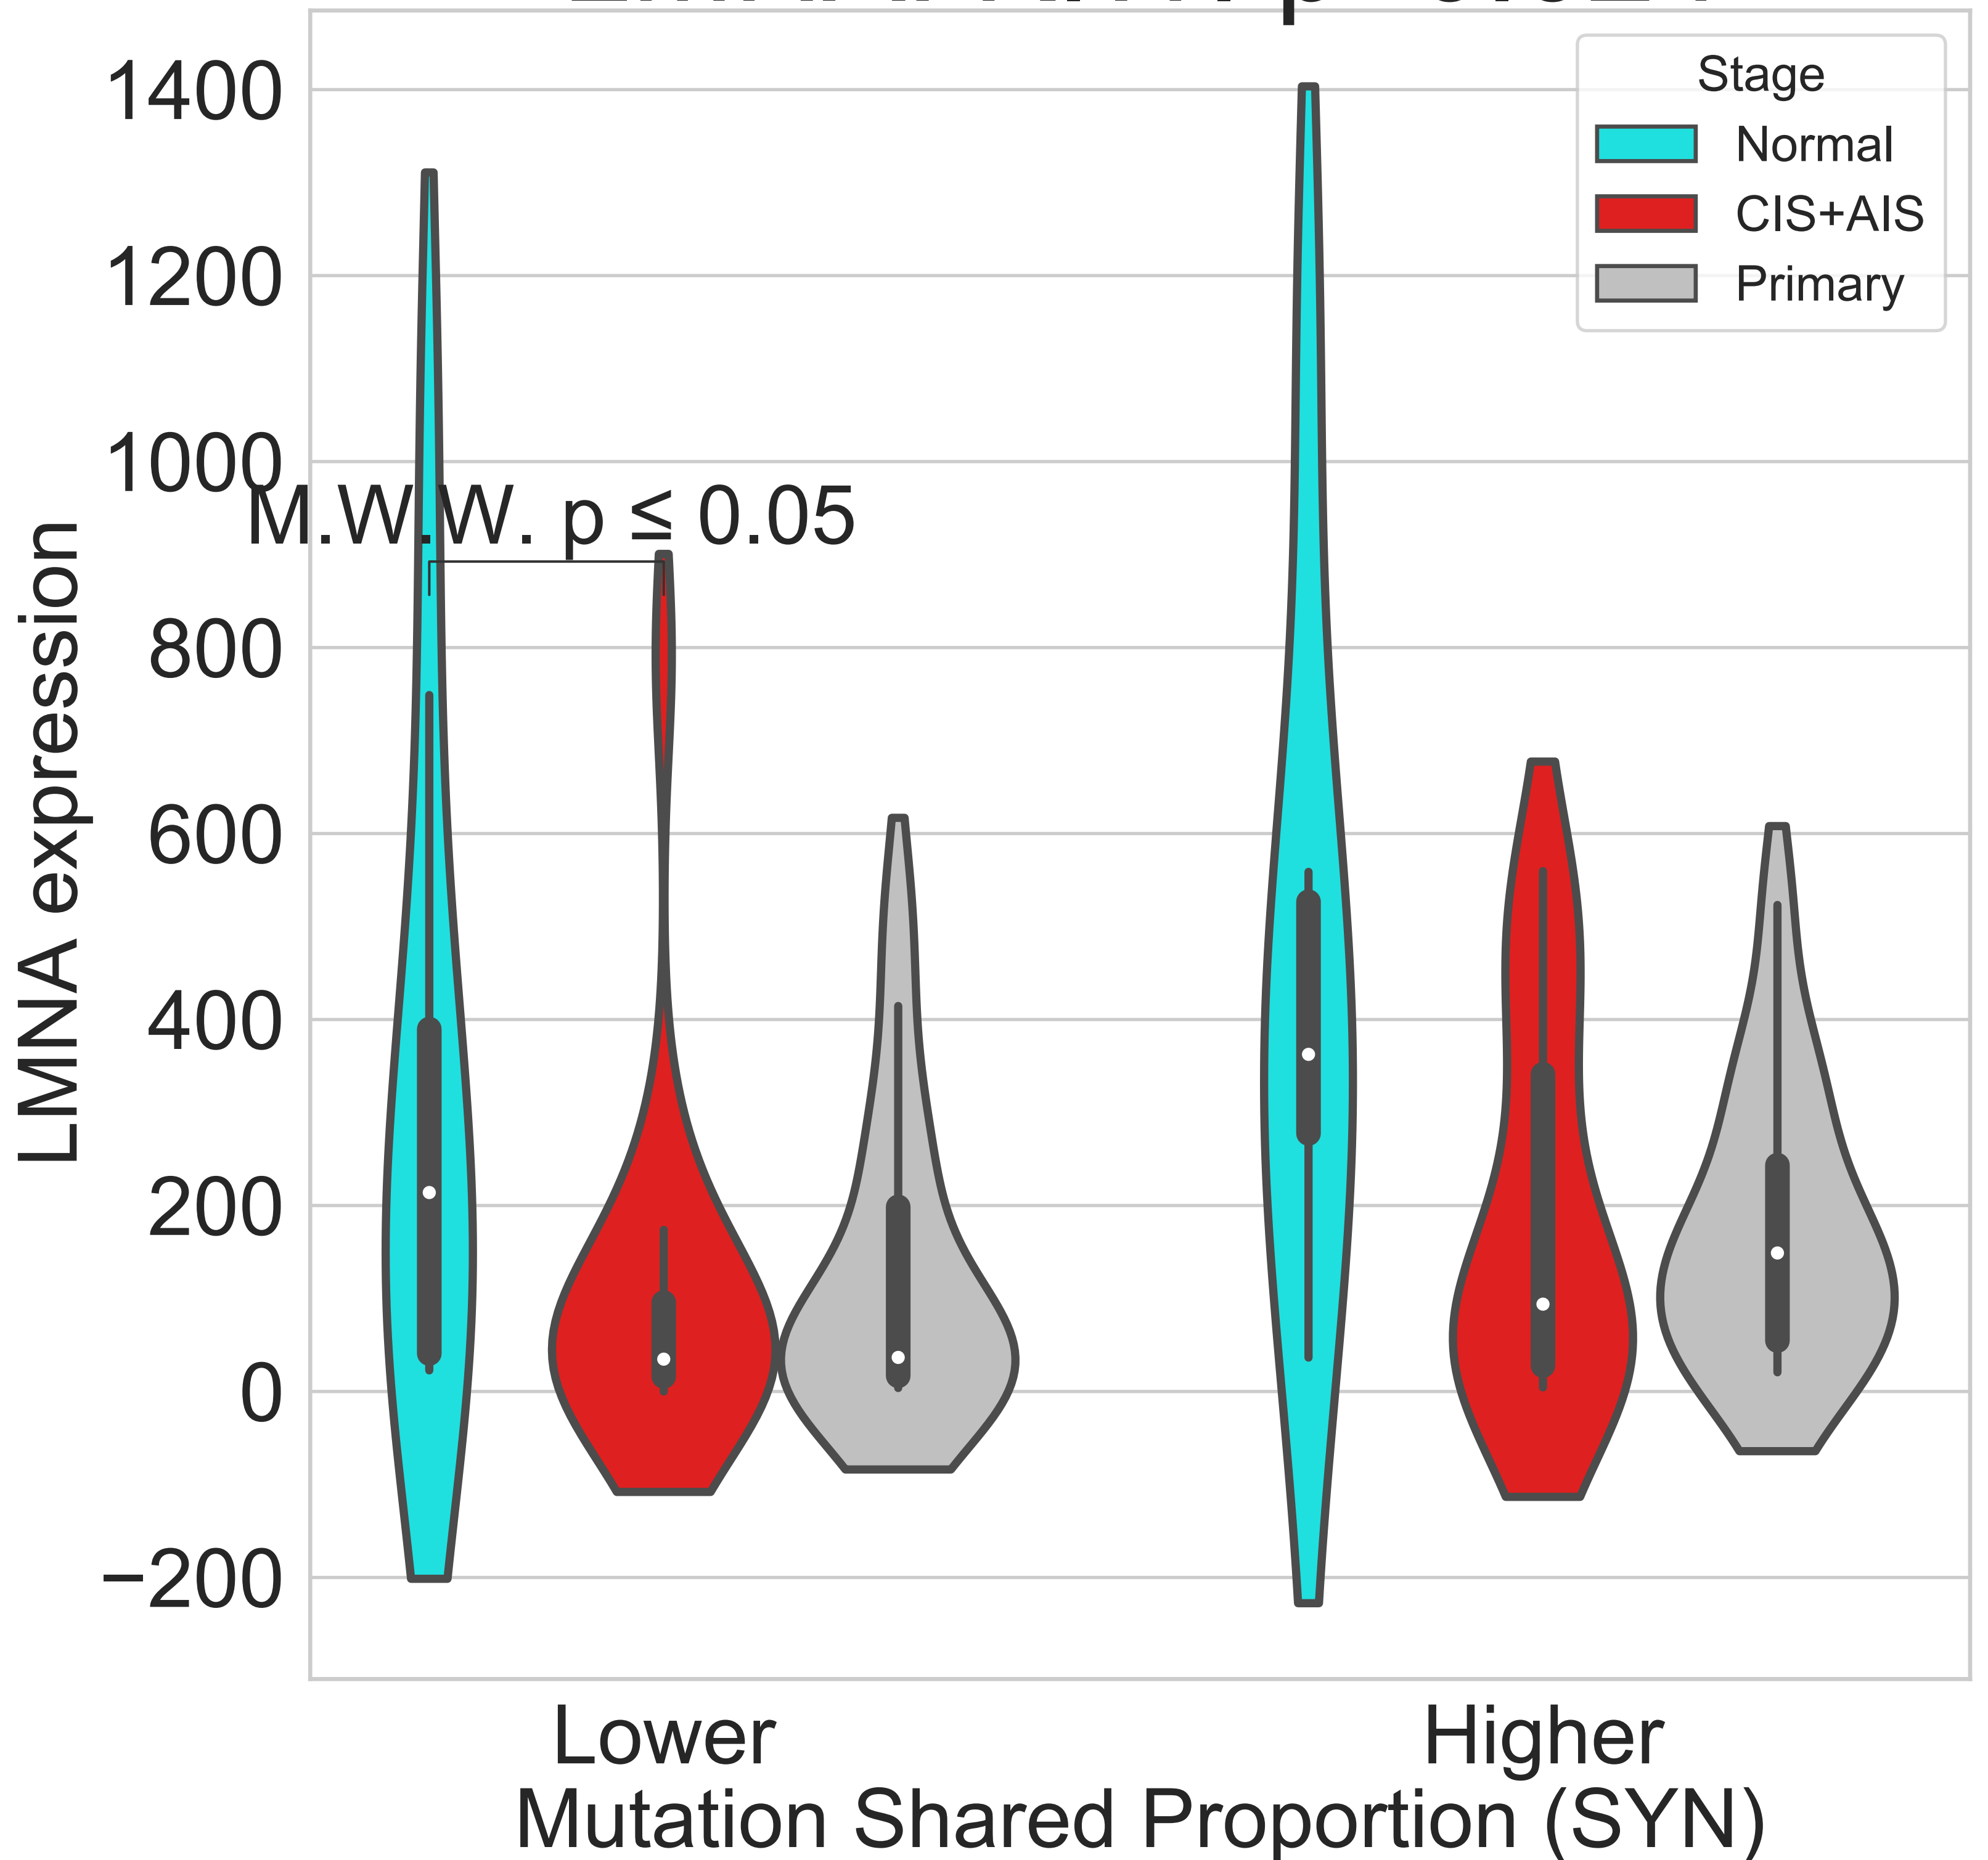 Stage
Normal
CIS+AIS
Primary
1400
1200
1000
800
600
400
200
0
−200
M.W.W. p ≤ 0.05
LMNA expression
Lower
Higher
Mutation Shared Proportion (SYN)